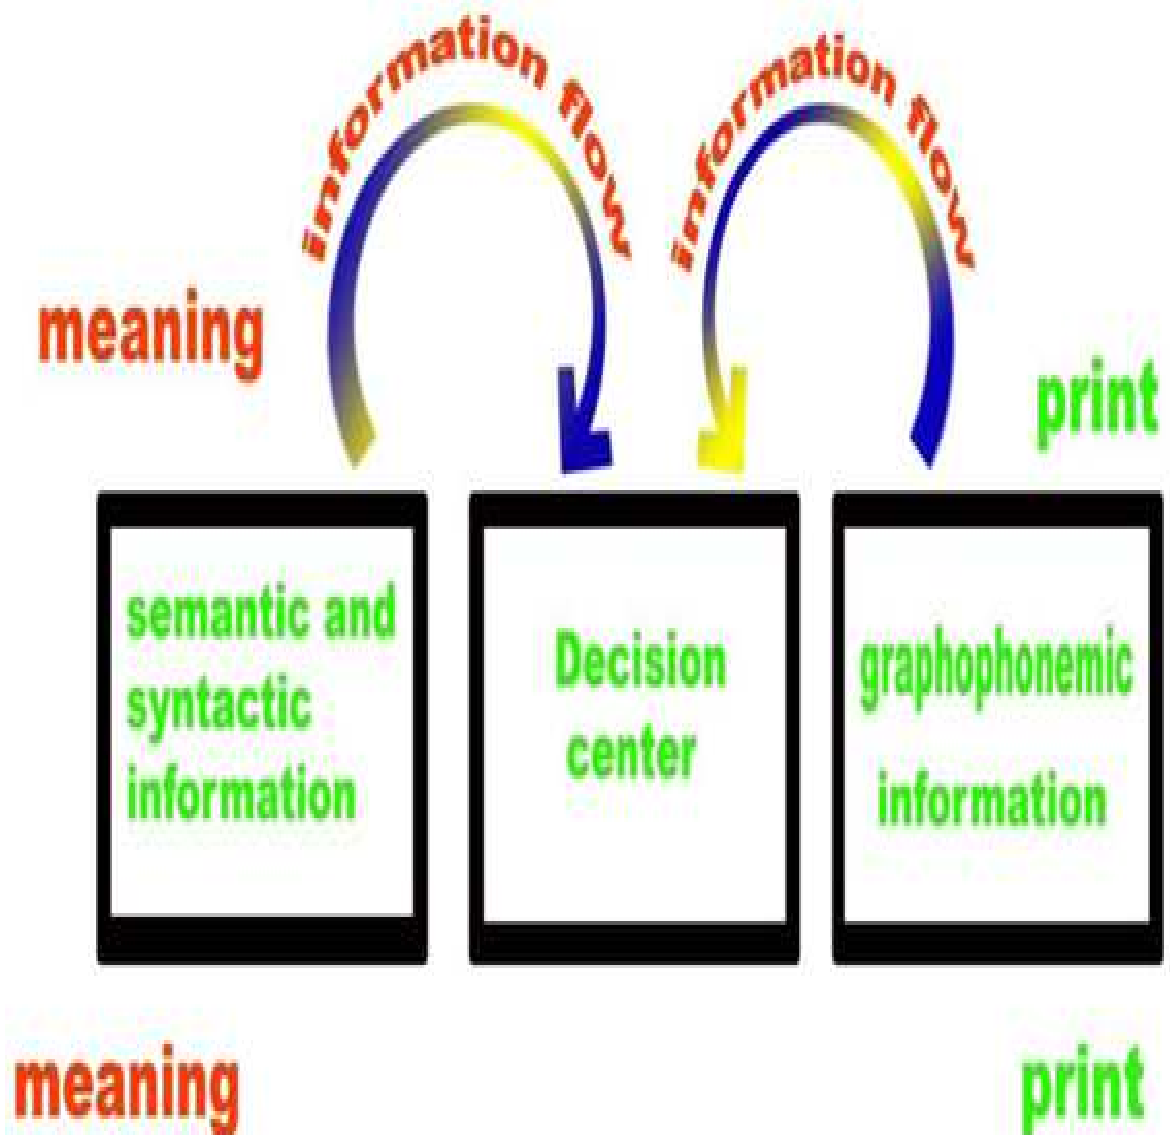 information flow
information flow
meaning
print
semantic and
syntactic
information
Decision
center
graphophonemic
information
meaning
print